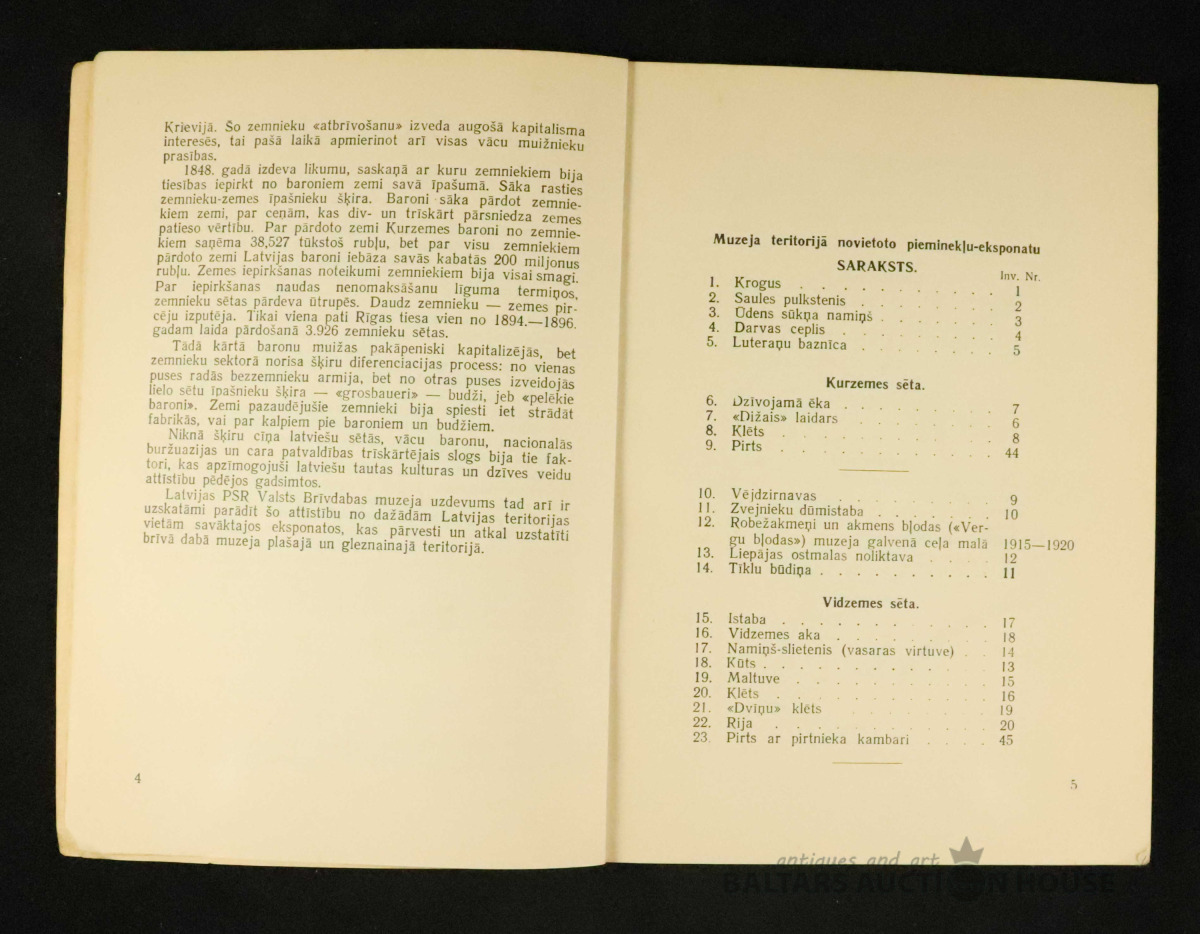 Krievijā. Šo zemnieku «atbrīvošanu» izveda augošā kapitalisma
interesēs, tai pašā laikā apmierinot arī visas vācu muižnieku
prasības.
1848. gadā izdeva likumu, saskaņā ar kuru zemniekiem bija
tiesības iepirkt no baroniem zemi savā īpašumā. Sāka rasties
zemnieku-zemes īpašnieku šķira. Baroni sāka pārdot zemnie-
kiem zemi, par ceņām, kas div- un trīskārt pārsniedza zemes
patieso vērtību. Par pārdoto zemi Kurzemes baroni no zemnie-
kiem saņēma 38,527 tūkstoš rubļu, bet par visu zemniekiem
pārdoto zemi Latvijas baroni iebāza savās kabatās 200 miljonus
rubļu. Zemes iepirkšanas noteikumi zemniekiem bija visai smagi.
Par iepirkšanas naudas nenomaksāšanu līguma termiņos,
zemnieku sētas pārdeva ūtrupēs. Daudz zemnieku — zemes pir-
cēju izputēja. Tikai viena pati Rīgas tiesa vien no 1894.—1896.
gadam laida pārdošanā 3.926 zemnieku sētas.
Tādā kārtā baronu muižas pakāpeniski kapitalizējās, bet
zemnieku sektorā norisa šķiru diferenciacijas process: no vienas
puses radās bezzemnieku armija, bet no otras puses izveidojās
lielo sētu īpašnieku šķira — «grosbaueri» — budži, jeb «pelēkie
baroni». Zemi pazaudējušie zemnieki bija spiesti iet strādāt
fabrikās, vai par kalpiem pie baroniem un budžiem.
Niknā šķiru cīņa latviešu sētās, vācu baronu, nacionalās
buržuazijas un cara patvaldības trīskārtējais slogs bija tie fak-
tori, kas apzīmogojuši latviešu tautas kulturas un dzīves veidu
attīstību pēdējos gadsimtos.
Latvijas PSR Valsts Brīvdabas muzeja uzdevums tad arī ir
uzskatāmi parādīt šo attīstību no dažādām Latvijas teritorijas
vietām savāktajos eksponatos, kas pārvesti un atkal uzstatīti
brīvā dabā muzeja plašajā un gleznainajā teritorijā.
4
Muzeja teritorijā novietoto pieminekļu-eksponatu
SARAKSTS.
Inv. Nr.
1. Krogus . . . . . . . . . . 1
2. Saules pulkstenis . . . . . . . 2
3. Ūdens sūkņa namiņš . . . . . . 3
4. Darvas ceplis . . . . . . . . 4
5. Luteraņu baznīca . . . . . . . 5
Kurzemes sēta.
6. Dzīvojamā ēka . . . . . . . . 7
7. «Dižais» laidars . . . . . . . 6
8. Klēts . . . . . . . . . . . 8
9. Pirts . . . . . . . . . . . 44
10. Vējdzirnavas . . . . . . . . 9
11. Zvejnieku dūmistaba . . . . . . 10
12. Robežakmeņi un akmens bļodas («Ver-
gu bļodas») muzeja galvenā ceļa malā 1915—1920
13. Liepājas ostmalas noliktava . . . . 12
14. Tīklu būdiņa . . . . . . . . . 11
Vidzemes sēta.
15. Istaba . . . . . . . . . . . 17
16. Vidzemes aka . . . . . . . . 18
17. Namiņš-slietenis (vasaras virtuve) . . 14
18. Kūts . . . . . . . . . . . 13
19. Maltuve . . . . . . . . . . 15
20. Klēts . . . . . . . . . . . 16
21. «Dvīņu» klēts . . . . . . . 19
22. Rija . . . . . . . . . . . 20
23. Pirts ar pirtnieka kambari . . . . 45
5
antiques and art
BALTARS AUCTION HOUSE